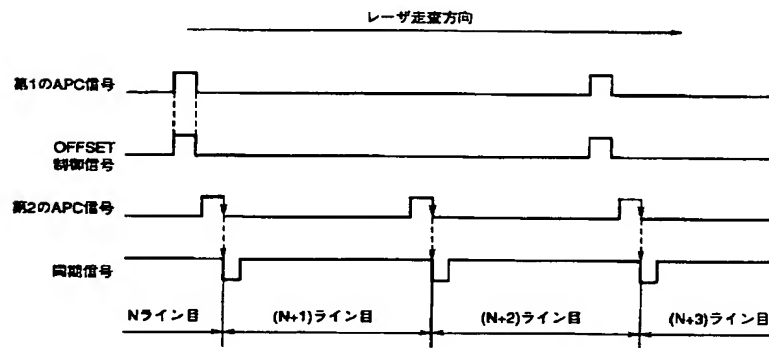 レーザ走査方向
第1のAPC信号
OFFSET
制御信号
第2のAPC信号
同期信号
Nライン目
(N+1)ライン目
(N+2)ライン目
(N+3)ライン目